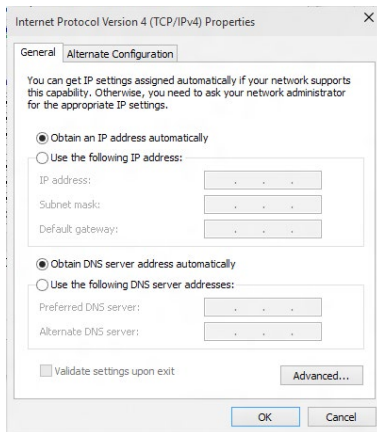 Internet Protocol Version 4 (TCP/IPv4) Properties
General
Alternate Configuration
You can get IP settings assigned automatically if your network supports
this capability. Otherwise, you need to ask your network administrator
for the appropriate IP settings.
Obtain an IP address automatically
Use the following IP address:
IP address:
Subnet mask:
Default gateway:
Obtain DNS server address automatically
Use the following DNS server addresses:
Preferred DNS server:
Alternate DNS server:
Validate settings upon exit
Advanced...
OK
Cancel